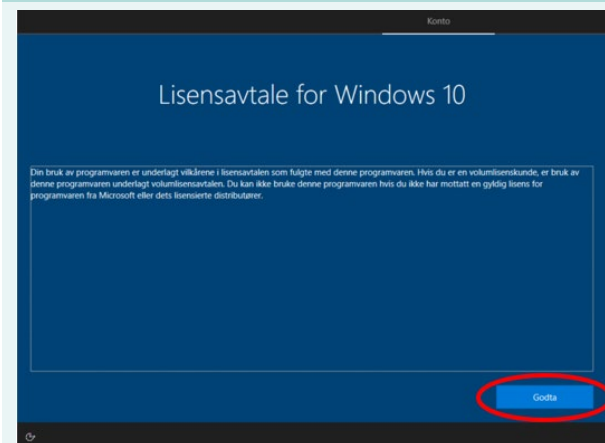 Konto
Lisensavtale for Windows 10
Din bruk av programvaren er underlagt vilkårene i lisensavtalen som fulgte med denne programvaren. Hvis du er en volumlisenskunde, er bruk av
denne programvaren underlagt volumlisensavtalen. Du kan ikke bruke denne programvaren hvis du ikke har mottatt en gyldig lisens for
programvaren fra Microsoft eller dets lisensierte distributører.
Godta